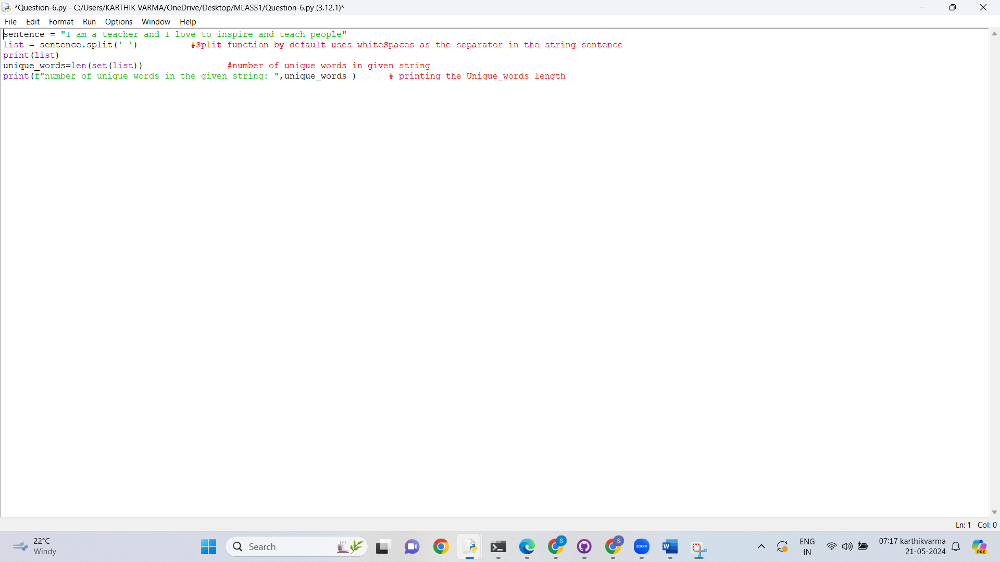 *Question-6.py - C:/Users/KARTHIK VARMA/OneDrive/Desktop/MLASS1/Question-6.py (3.12.1)*
File Edit Format Run Options Window Help
sentence = "I am a teacher and I love to inspire and teach people"
list = sentence.split(' ')          #Split function by default uses whiteSpaces as the separator in the string sentence
print(list)
unique_words=len(set(list))                #number of unique words in given string
print(f"number of unique words in the given string: ",unique_words )      # printing the Unique_words length
Ln: 1 Col: 0
22°C
Windy
Search
S
S
zoom
W
ENG
IN
07:17 karthikvarma
21-05-2024
PRE